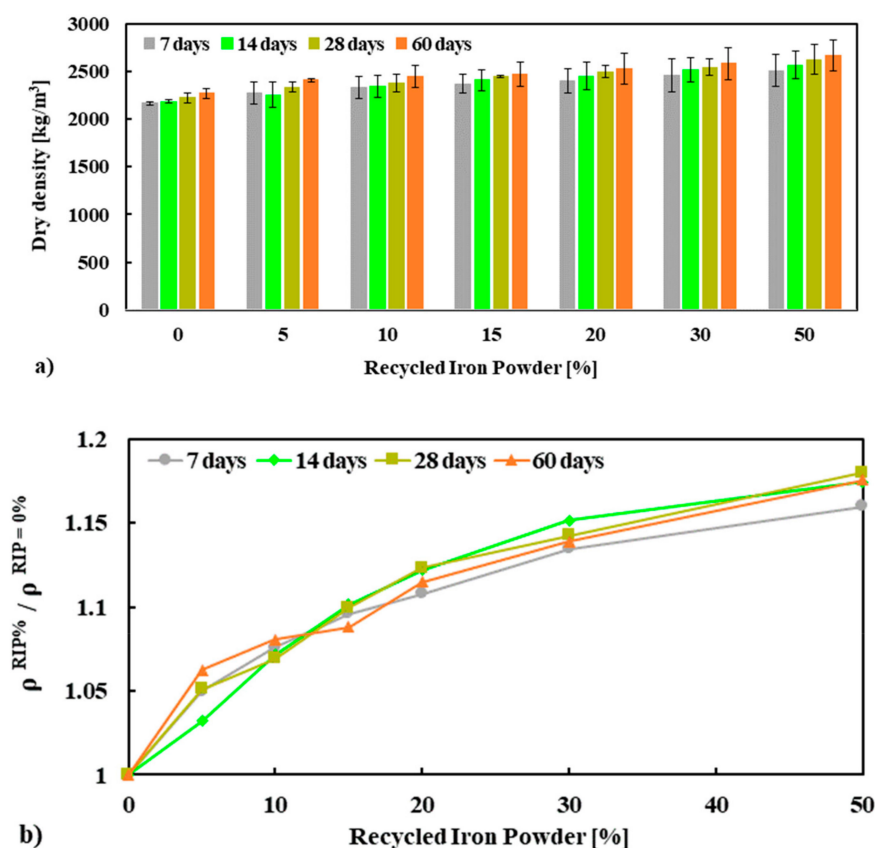 3000
7 days 14 days 28 days 60 days
2500
2000
1500
1000
500
0
Dry density [kg/m³]
0 5 10 15 20 30 50
Recycled Iron Powder [%]
a)
1.2
7 days 14 days 28 days 60 days
1.15
1.1
1.05
1
ρ RIP% / ρ RIP = 0%
0 10 20 30 40 50
Recycled Iron Powder [%]
b)